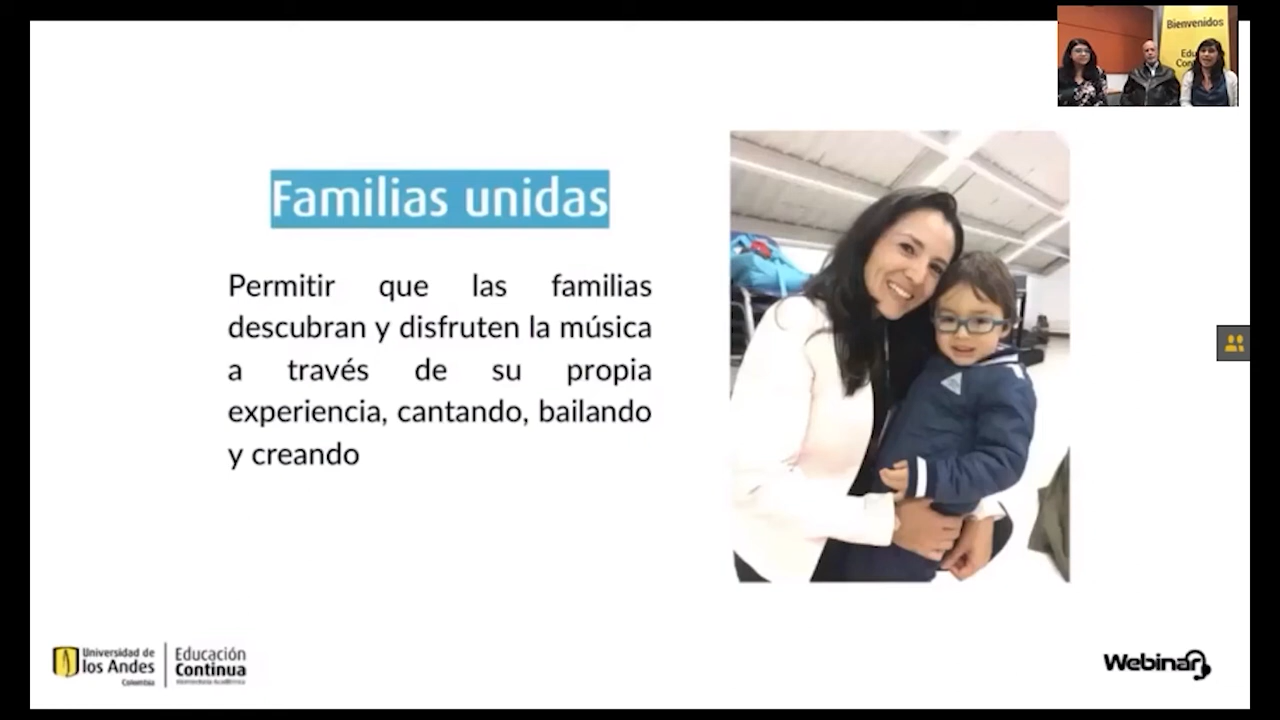 Bienvenidos
Familias unidas
Permitir que las familias
descubran y disfruten la música
a través de su propia
experiencia, cantando, bailando
y creando
Universidad de
los Andes
Colombia
Educación
Continua
Webinar